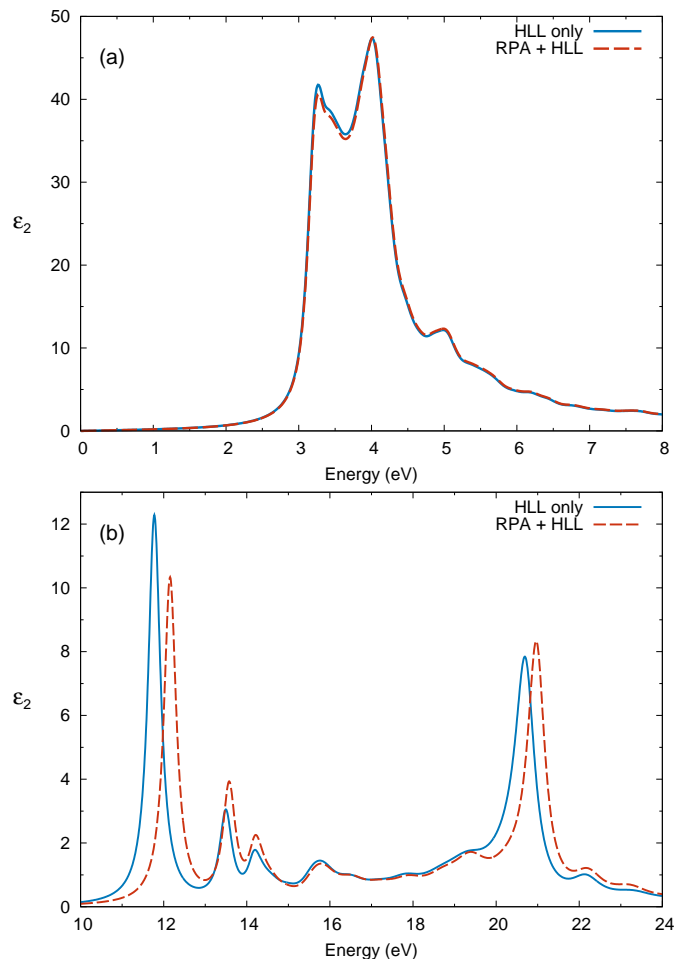 50
40
30
20
10
0
ε2
(a)
HLL only
RPA + HLL
0 1 2 3 4 5 6 7 8
Energy (eV)
12
10
8
6
4
2
0
ε2
(b)
HLL only
RPA + HLL
10 12 14 16 18 20 22 24
Energy (eV)